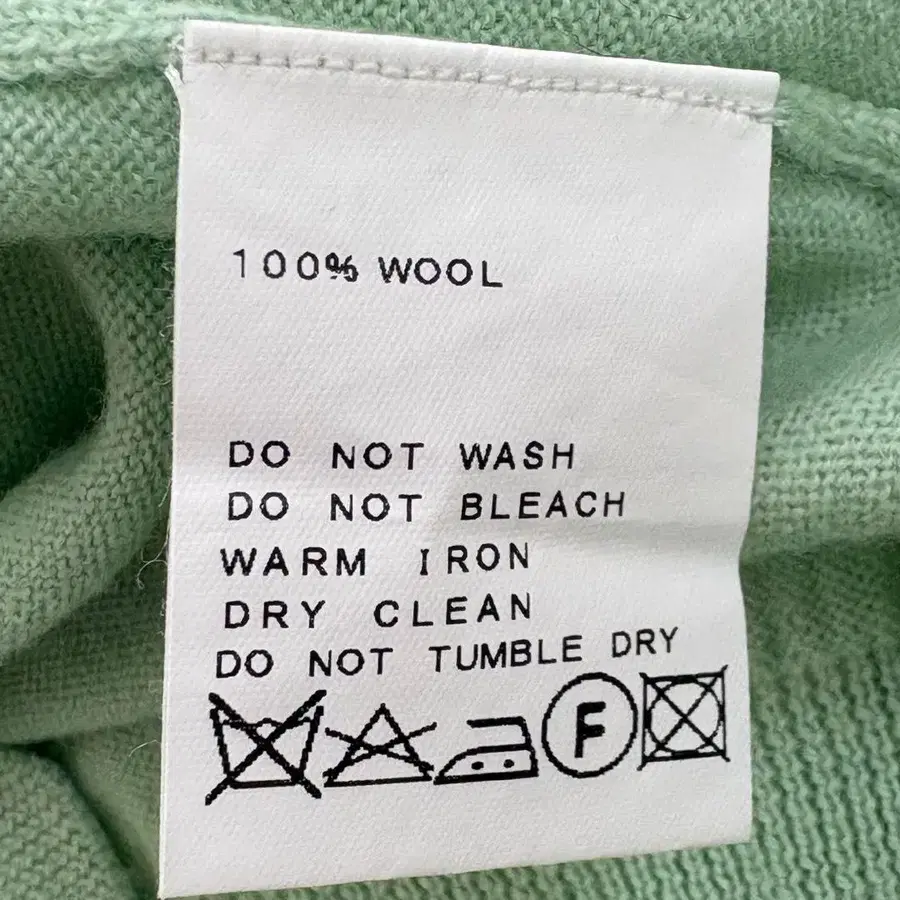 100% WOOL
DO NOT WASH
DO NOT BLEACH
WARM IRON
DRY CLEAN
DO NOT TUMBLE DRY
F